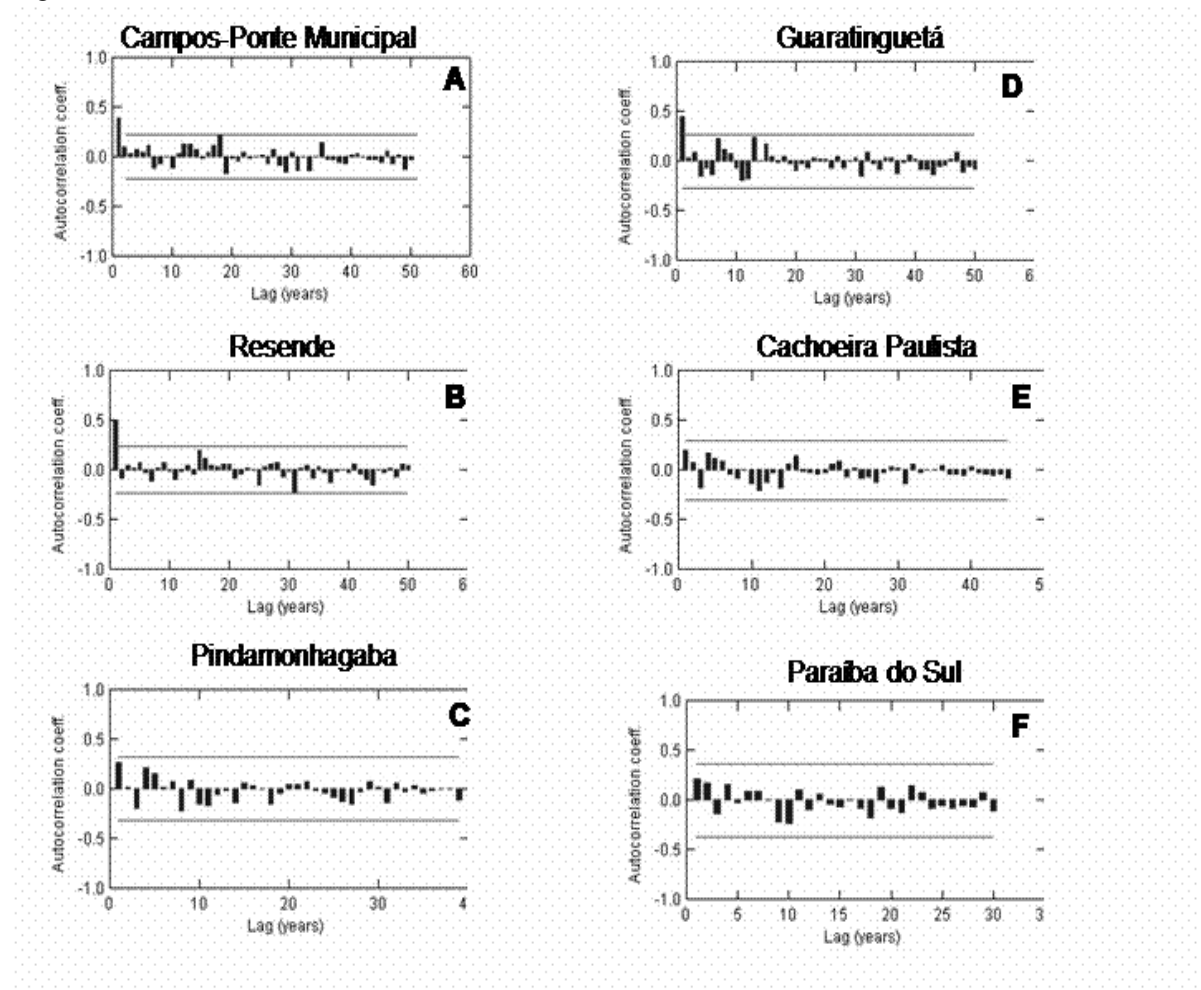 Campos-Ponte Municipal
A
1.0
0.5
0.0
-0.5
-1.0
Autocorrelation coeff.
0 10 20 30 40 50 60
Lag (years)
Guaratinguetá
D
1.0
0.5
0.0
-0.5
-1.0
Autocorrelation coeff.
0 10 20 30 40 50 6
Lag (years)
Resende
B
1.0
0.5
0.0
-0.5
-1.0
Autocorrelation coeff.
0 10 20 30 40 50 6
Lag (years)
Cachoeira Paulista
E
1.0
0.5
0.0
-0.5
-1.0
Autocorrelation coeff.
0 10 20 30 40 5
Lag (years)
Pindamonhagaba
C
1.0
0.5
0.0
-0.5
-1.0
Autocorrelation coeff.
0 10 20 30 4
Lag (years)
Paraíba do Sul
F
1.0
0.5
0.0
-0.5
-1.0
Autocorrelation coeff.
0 5 10 15 20 25 30 3
Lag (years)